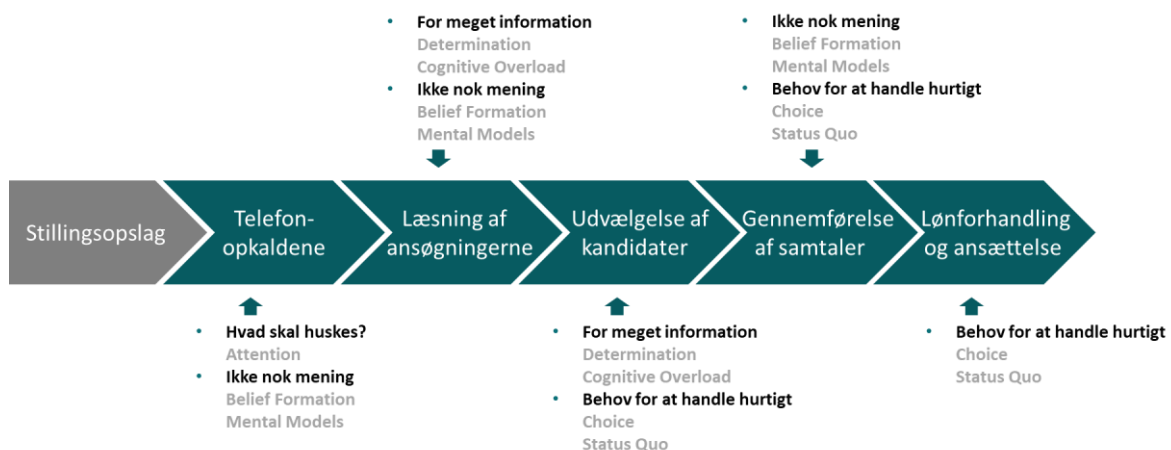 • For meget information
Determination
Cognitive Overload
• Ikke nok mening
Belief Formation
Mental Models
• Ikke nok mening
Belief Formation
Mental Models
• Behov for at handle hurtigt
Choice
Status Quo
Stillingsopslag
Telefon-
opkaldene
Læsning af
ansøgningerne
Udvælgelse af
kandidater
Gennemførelse
af samtaler
Lønforhandling
og ansættelse
• Hvad skal huskes?
Attention
• Ikke nok mening
Belief Formation
Mental Models
• For meget information
Determination
Cognitive Overload
• Behov for at handle hurtigt
Choice
Status Quo
• Behov for at handle hurtigt
Choice
Status Quo